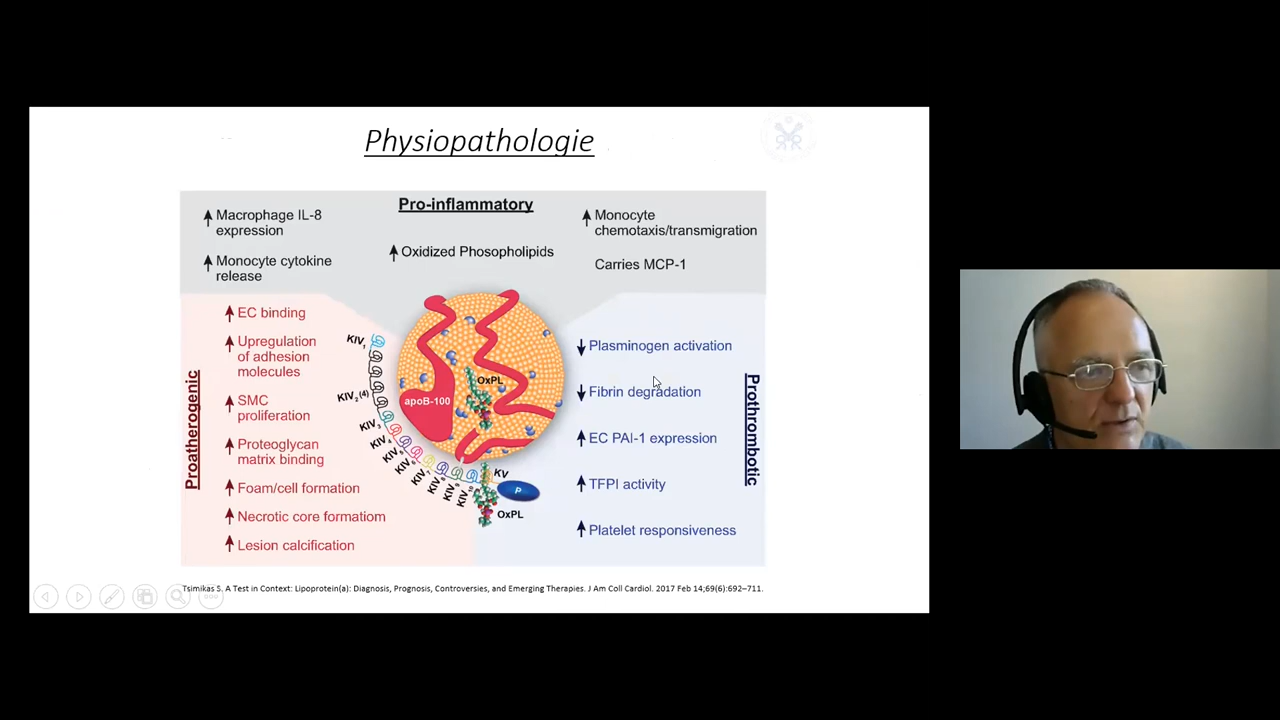 Physiopathologie
Pro-inflammatory
Macrophage IL-8
expression
Monocyte cytokine
release
Oxidized Phosopholipids
Monocyte
chemotaxis/transmigration
Carries MCP-1
Proatherogenic
EC binding
Upregulation
of adhesion
molecules
SMC
proliferation
Proteoglycan
matrix binding
Foam/cell formation
Necrotic core formatiom
Lesion calcification
KIV1
KIV2 (4)
KIV3
KIV4
KIV5
KIV6
KIV7
KIV8
KIV9
KIV10
KV
P
OxPL
apoB-100
OxPL
Prothrombotic
Plasminogen activation
Fibrin degradation
EC PAI-1 expression
TFPI activity
Platelet responsiveness
Tsimikas S. A Test in Context: Lipoprotein(a): Diagnosis, Prognosis, Controversies, and Emerging Therapies. J Am Coll Cardiol. 2017 Feb 14;69(6):692–711.